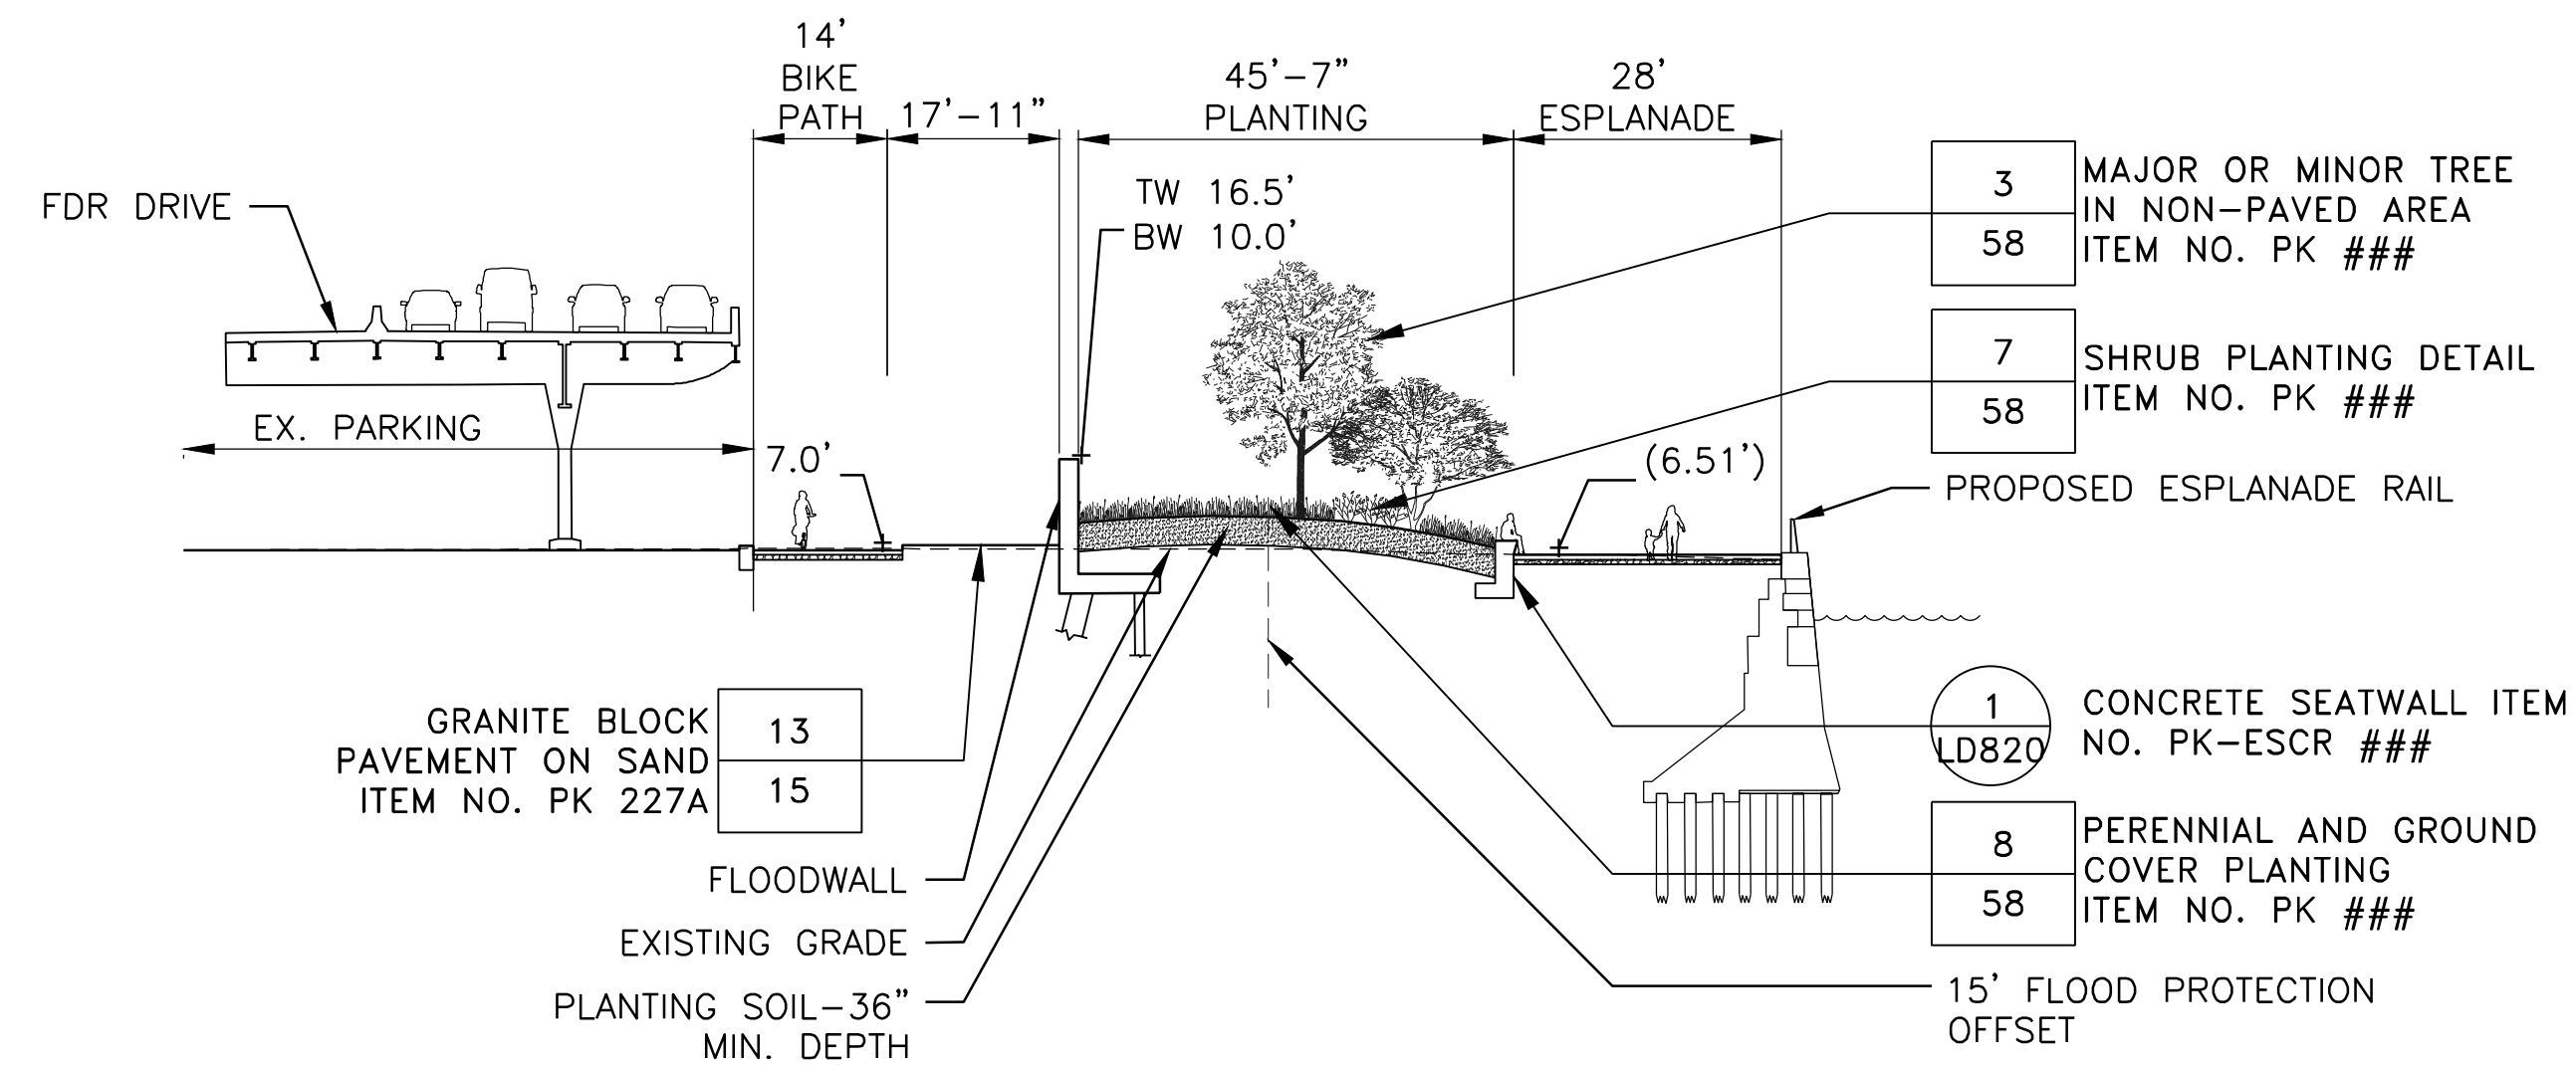 14'
BIKE
PATH
17'-11"
45'-7"
PLANTING
28'
ESPLANADE
FDR DRIVE
TW 16.5'
BW 10.0'
3
58
MAJOR OR MINOR TREE
IN NON-PAVED AREA
ITEM NO. PK ###
7
58
SHRUB PLANTING DETAIL
ITEM NO. PK ###
EX. PARKING
7.0'
(6.51')
PROPOSED ESPLANADE RAIL
GRANITE BLOCK
PAVEMENT ON SAND
ITEM NO. PK 227A
13
15
1
LD820
CONCRETE SEATWALL ITEM
NO. PK-ESCR ###
FLOODWALL
8
58
PERENNIAL AND GROUND
COVER PLANTING
ITEM NO. PK ###
EXISTING GRADE
PLANTING SOIL-36"
MIN. DEPTH
15' FLOOD PROTECTION
OFFSET